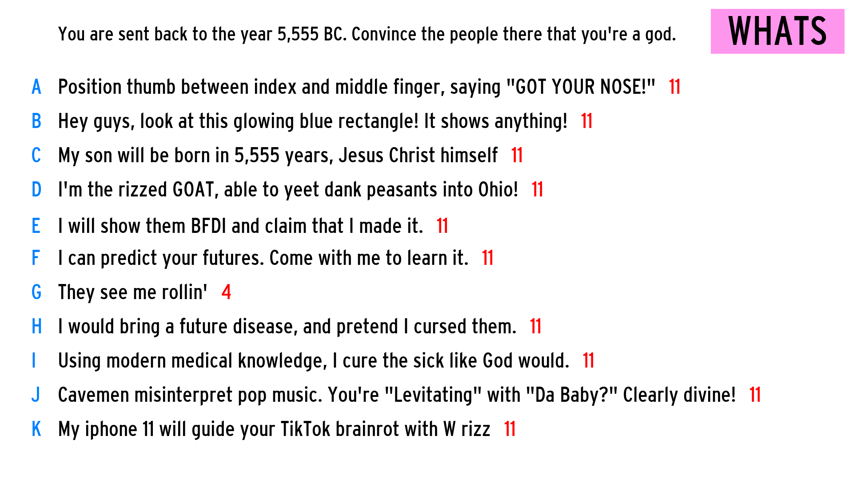 You are sent back to the year 5,555 BC. Convince the people there that you're a god.
WHATS
A Position thumb between index and middle finger, saying "GOT YOUR NOSE!" 11
B Hey guys, look at this glowing blue rectangle! It shows anything! 11
C My son will be born in 5,555 years, Jesus Christ himself 11
D I'm the rizzed GOAT, able to yeet dank peasants into Ohio! 11
E I will show them BFDI and claim that I made it. 11
F I can predict your futures. Come with me to learn it. 11
G They see me rollin' 4
H I would bring a future disease, and pretend I cursed them. 11
I Using modern medical knowledge, I cure the sick like God would. 11
J Cavemen misinterpret pop music. You're "Levitating" with "Da Baby?" Clearly divine! 11
K My iphone 11 will guide your TikTok brainrot with W rizz 11